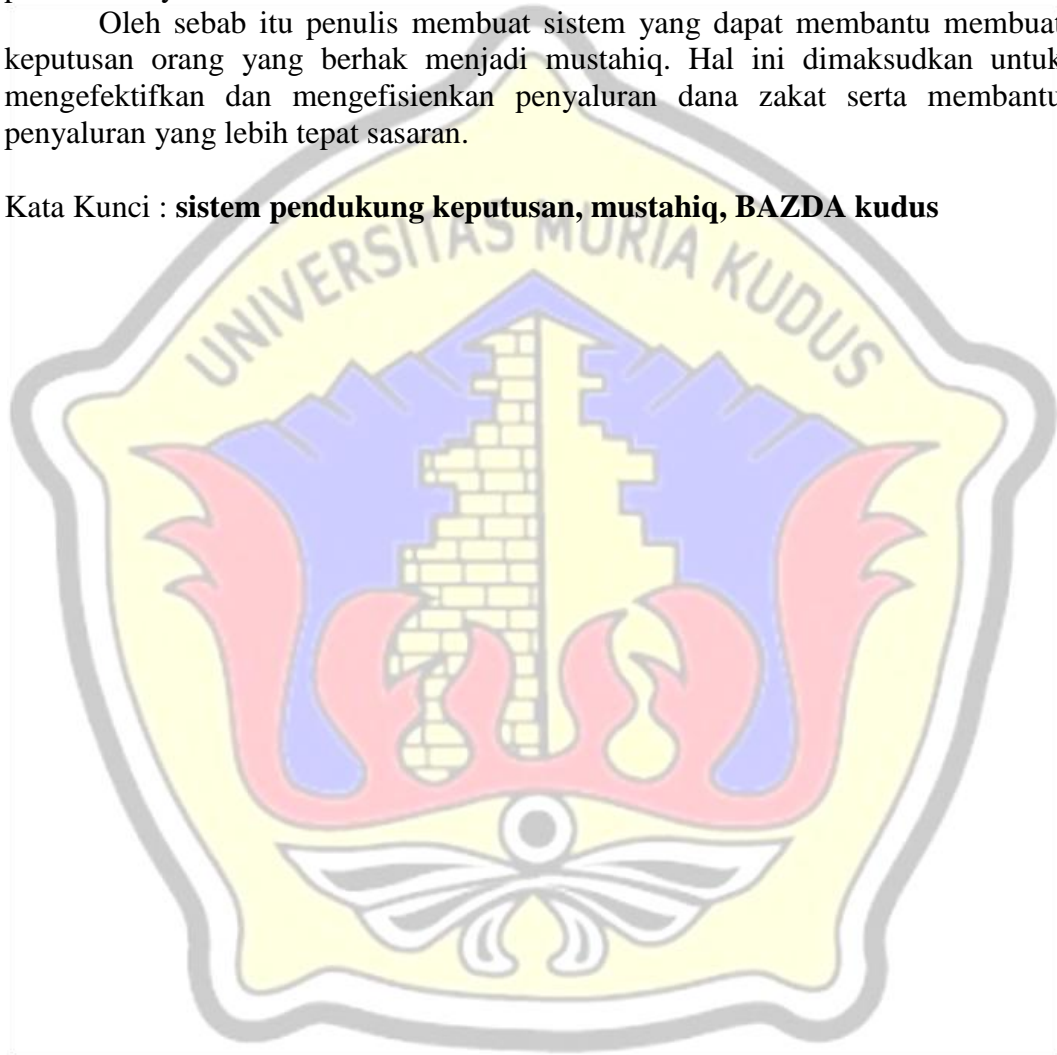 Oleh sebab itu penulis membuat sistem yang dapat membantu membuat
keputusan orang yang berhak menjadi mustahiq. Hal ini dimaksudkan untuk
mengefektifkan dan mengefisienkan penyaluran dana zakat serta membantu
penyaluran yang lebih tepat sasaran.
Kata Kunci : sistem pendukung keputusan, mustahiq, BAZDA kudus
UNIVERSITAS MURIA KUDUS